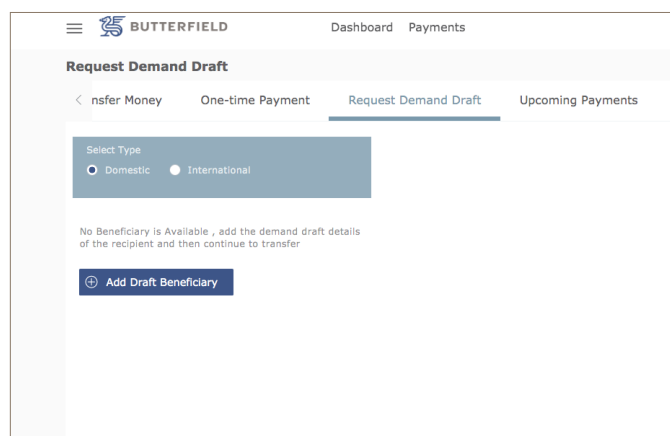 BUTTERFIELD Dashboard Payments
Request Demand Draft
nsfer Money One-time Payment Request Demand Draft Upcoming Payments
Select Type
Domestic International
No Beneficiary is Available , add the demand draft details
of the recipient and then continue to transfer
Add Draft Beneficiary